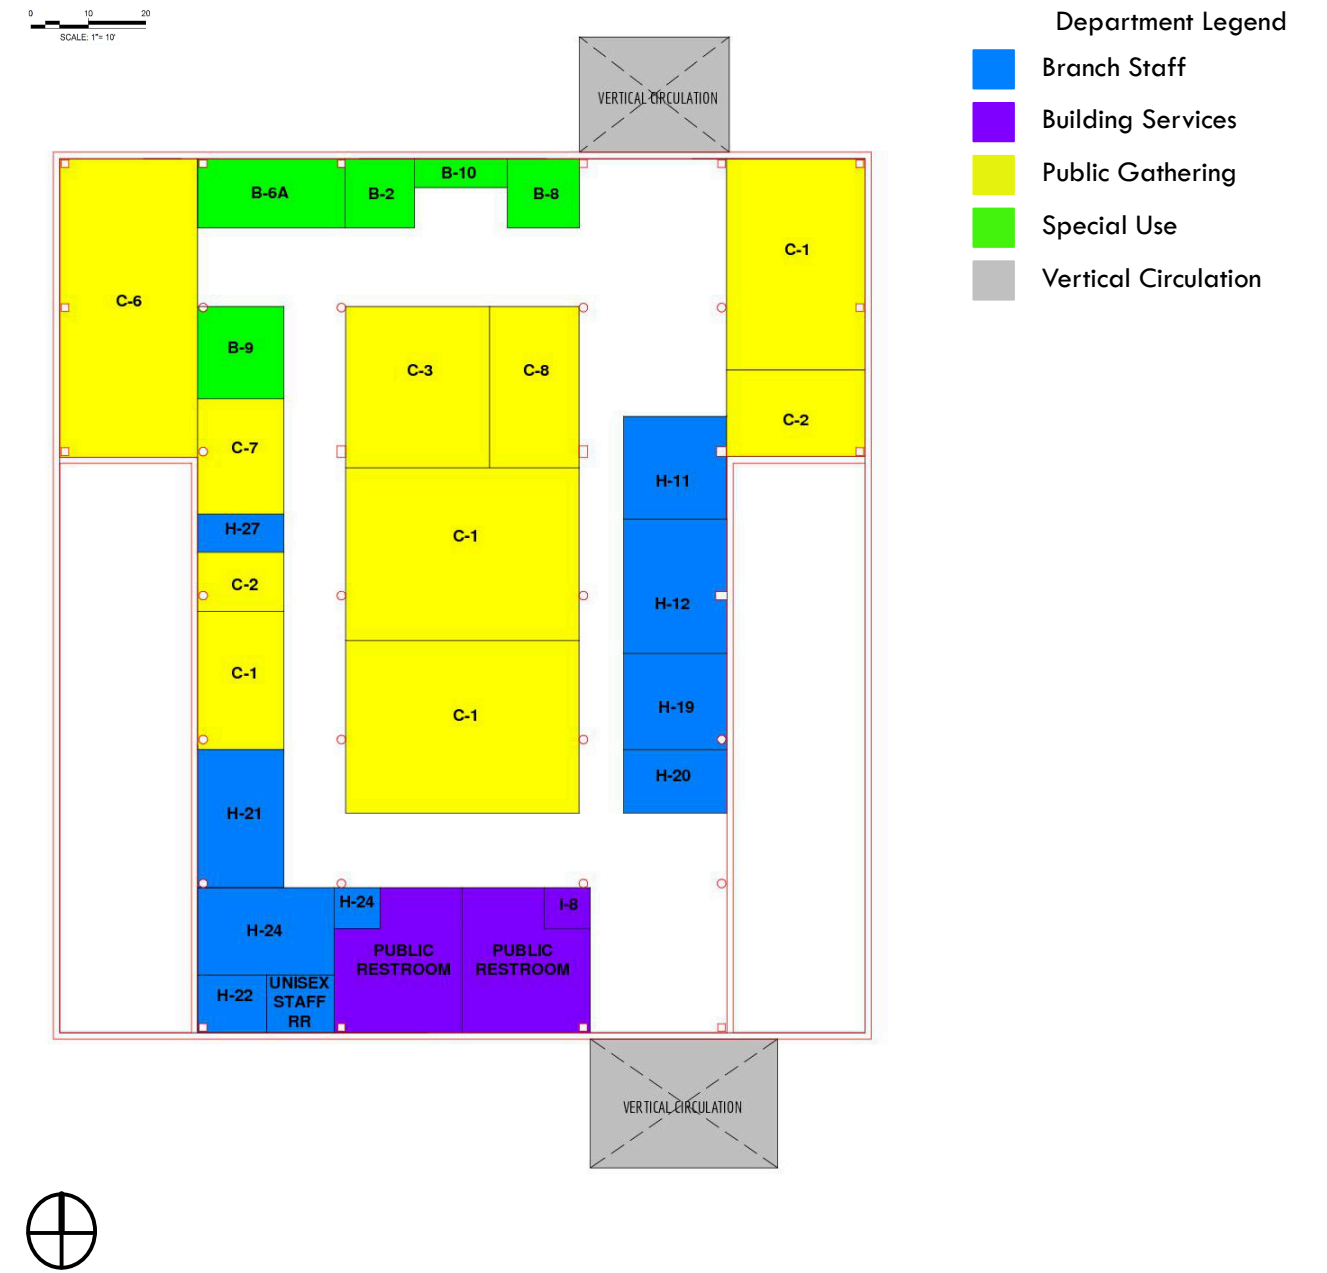 0 10 20
SCALE: 1"= 10'
Department Legend
Branch Staff
Building Services
Public Gathering
Special Use
Vertical Circulation
VERTICAL CIRCULATION
B-6A
B-2
B-10
B-8
C-6
C-1
B-9
C-3
C-8
C-2
C-7
H-11
H-27
C-1
C-2
H-12
C-1
C-1
H-19
H-20
H-21
H-24
H-24
I-8
PUBLIC
RESTROOM
PUBLIC
RESTROOM
H-22
UNISEX
STAFF
RR
VERTICAL CIRCULATION